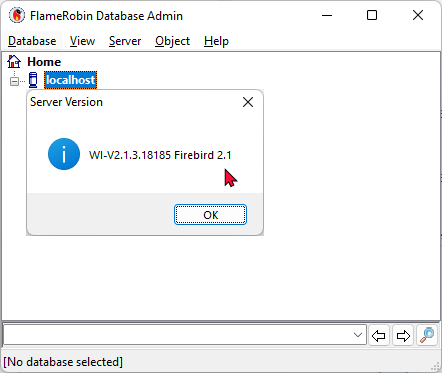 FlameRobin Database Admin
Database View Server Object Help
Home
localhost
Server Version
WI-V2.1.3.18185 Firebird 2.1
OK
[No database selected]